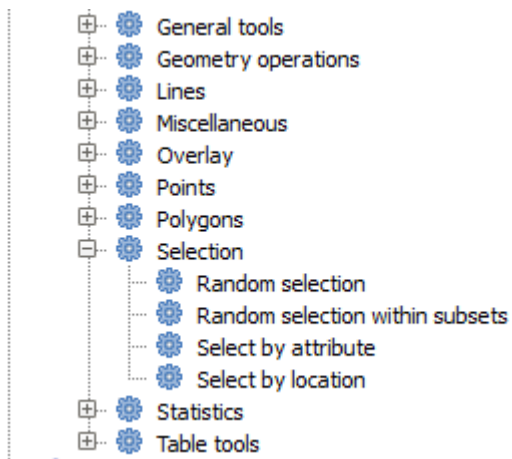 General tools
Geometry operations
Lines
Miscellaneous
Overlay
Points
Polygons
Selection
Random selection
Random selection within subsets
Select by attribute
Select by location
Statistics
Table tools